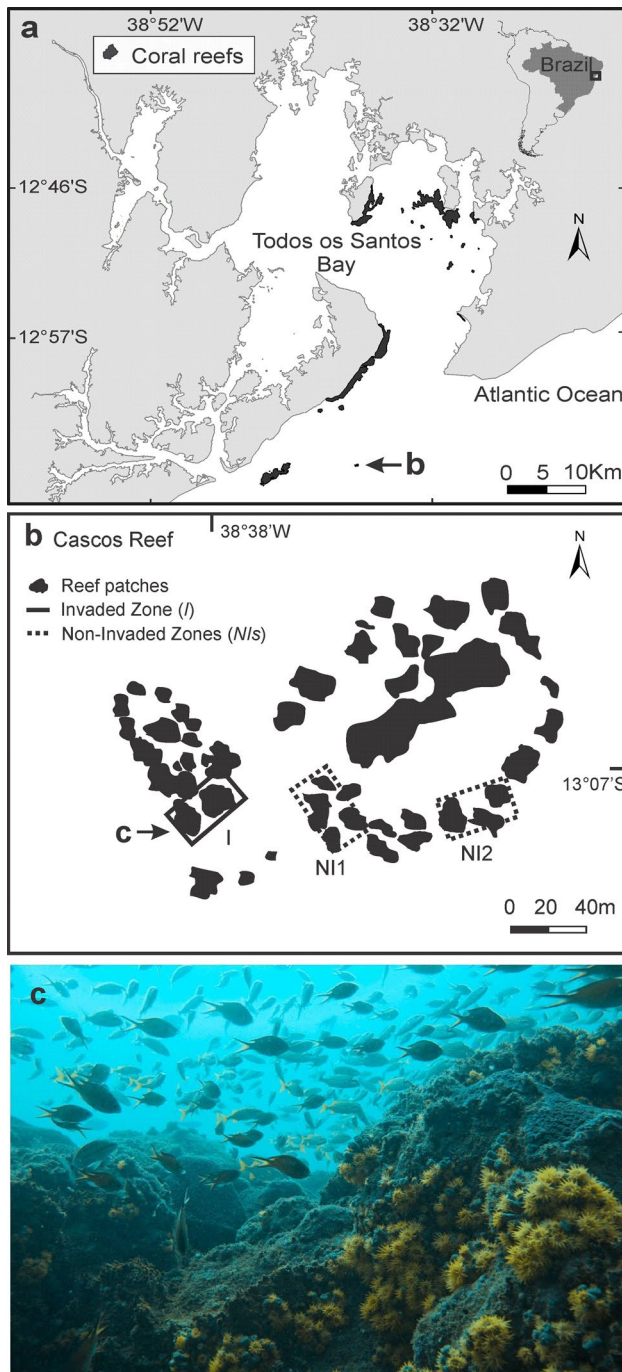 a
38°52'W
38°32'W
Coral reefs
Brazil
12°46'S
N
Todos os Santos
Bay
12°57'S
Atlantic Ocean
b
0 5 10Km
b Cascos Reef
38°38'W
N
Reef patches
Invaded Zone (I)
Non-Invaded Zones (NIs)
13°07'S
c
I
NI1
NI2
0 20 40m
c